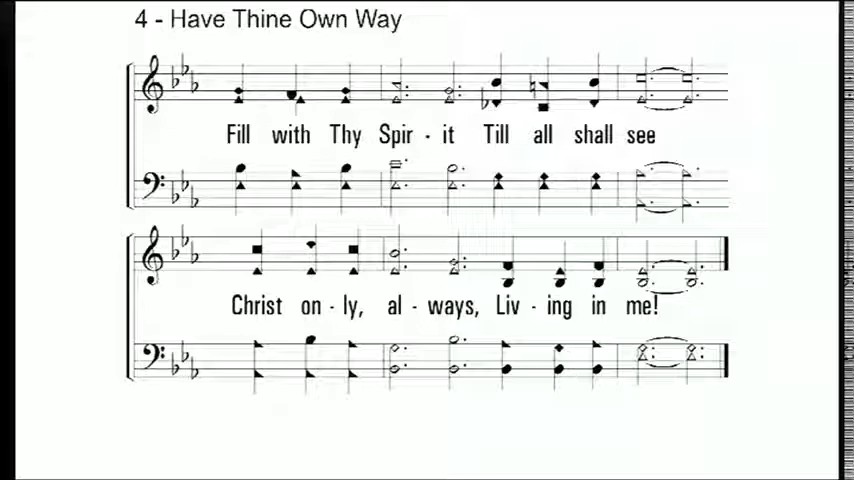 4 - Have Thine Own Way
Fill with Thy Spir - it Till all shall see
Christ on - ly, al - ways, Liv - ing in me!